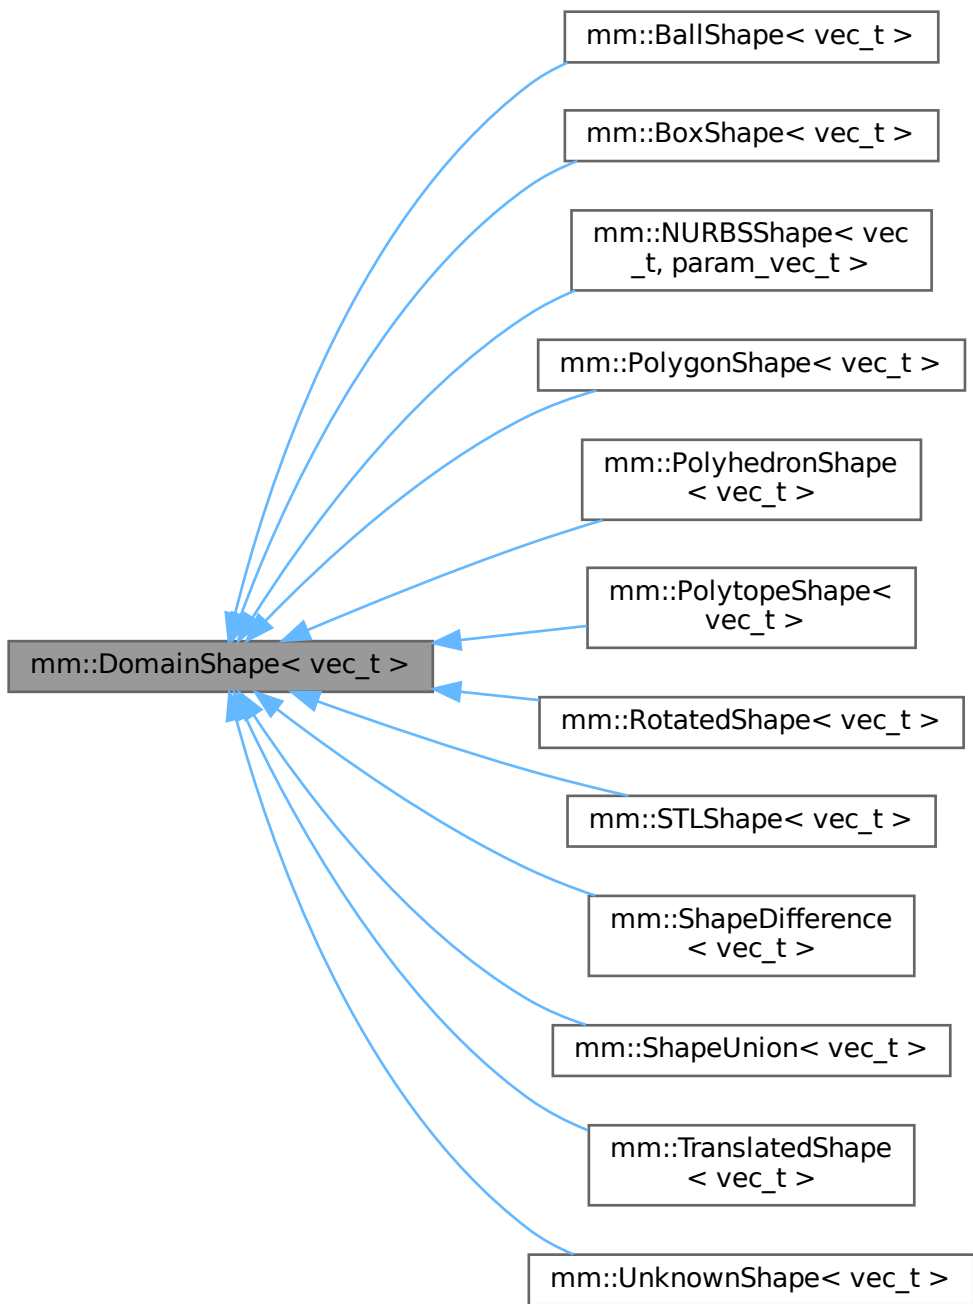 mm::BallShape< vec_t >
mm::BoxShape< vec_t >
mm::NURBSShape< vec
_t, param_vec_t >
mm::PolygonShape< vec_t >
mm::PolyhedronShape
< vec_t >
mm::PolytopeShape<
vec_t >
mm::DomainShape< vec_t >
mm::RotatedShape< vec_t >
mm::STLShape< vec_t >
mm::ShapeDifference
< vec_t >
mm::ShapeUnion< vec_t >
mm::TranslatedShape
< vec_t >
mm::UnknownShape< vec_t >